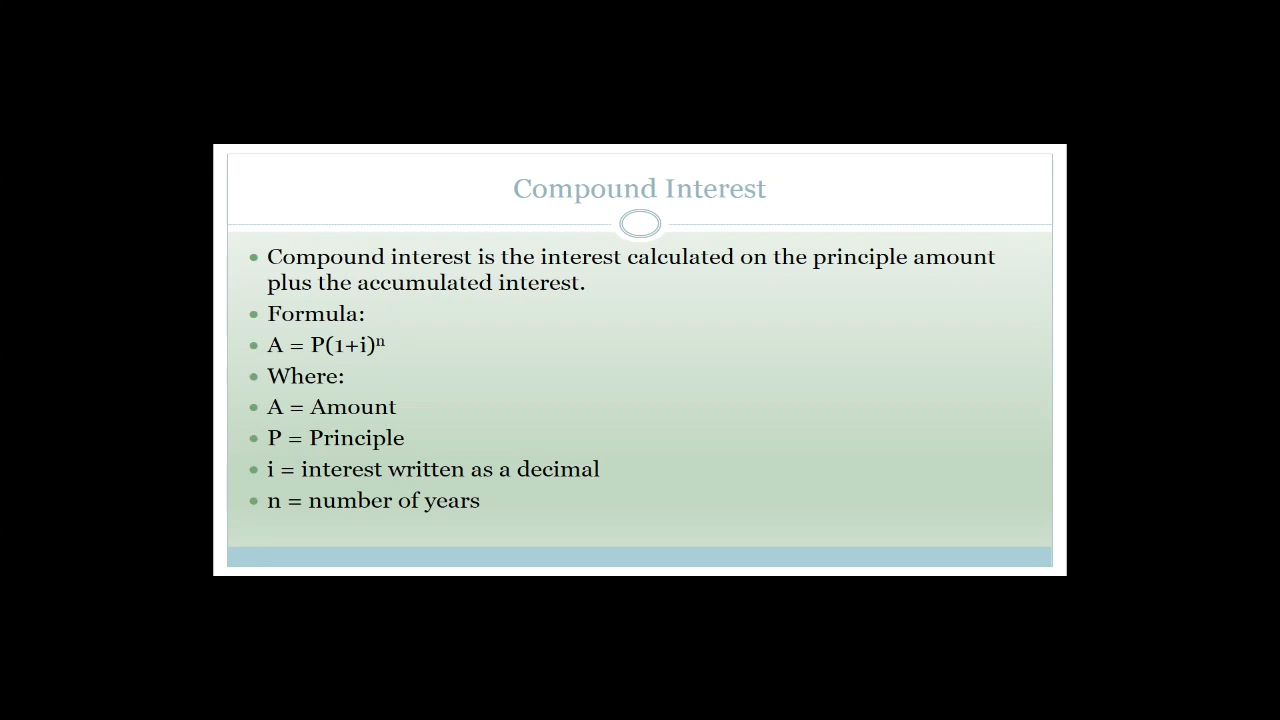 Compound Interest
• Compound interest is the interest calculated on the principle amount
plus the accumulated interest.
• Formula:
• A = P(1+i)ⁿ
• Where:
• A = Amount
• P = Principle
• i = interest written as a decimal
• n = number of years